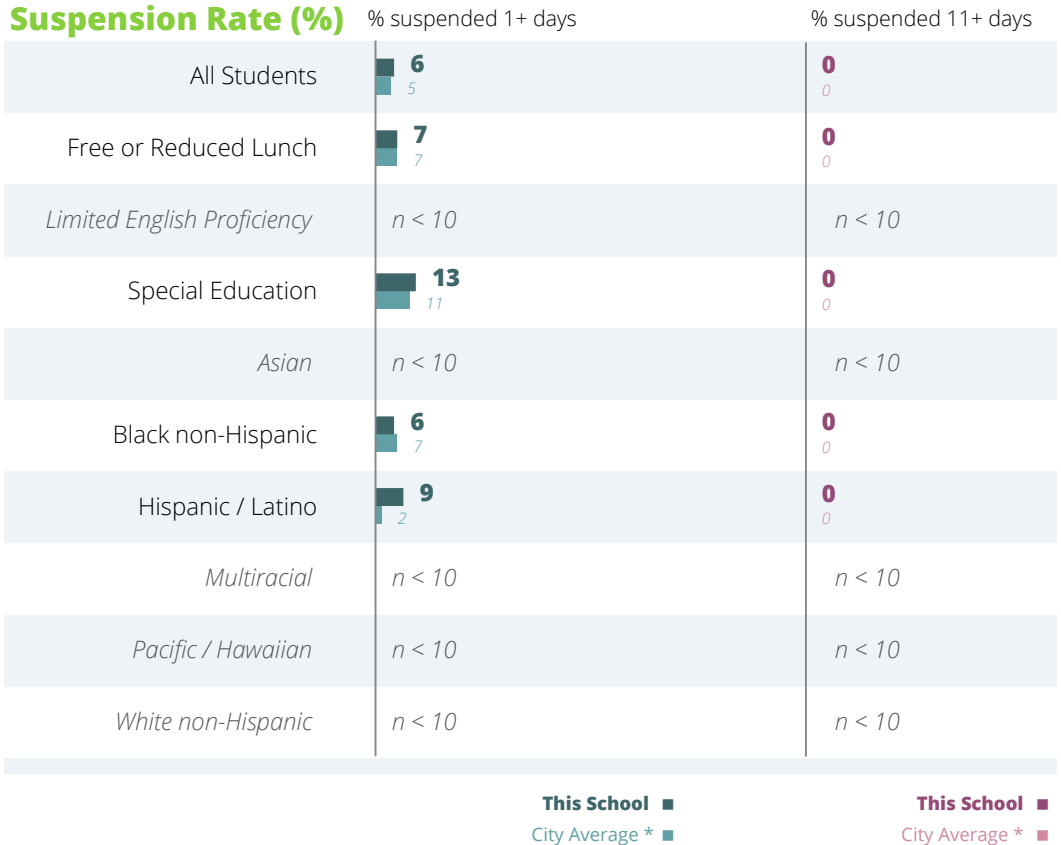 Suspension Rate (%) % suspended 1+ days % suspended 11+ days
All Students 6 0
5 0
Free or Reduced Lunch 7 0
7 0
Limited English Proficiency n < 10 n < 10
Special Education 13 0
11 0
Asian n < 10 n < 10
Black non-Hispanic 6 0
7 0
Hispanic / Latino 9 0
2 0
Multiracial n < 10 n < 10
Pacific / Hawaiian n < 10 n < 10
White non-Hispanic n < 10 n < 10
This School This School
City Average * City Average *